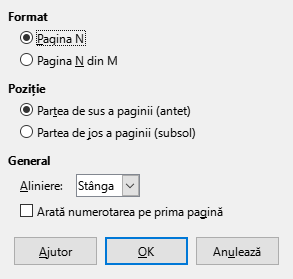 Format
Pagina N
Pagina N din M
Poziție
Partea de sus a paginii (antet)
Partea de jos a paginii (subsol)
General
Aliniere: Stânga
Arată numerotarea pe prima pagină
Ajutor OK Anulează